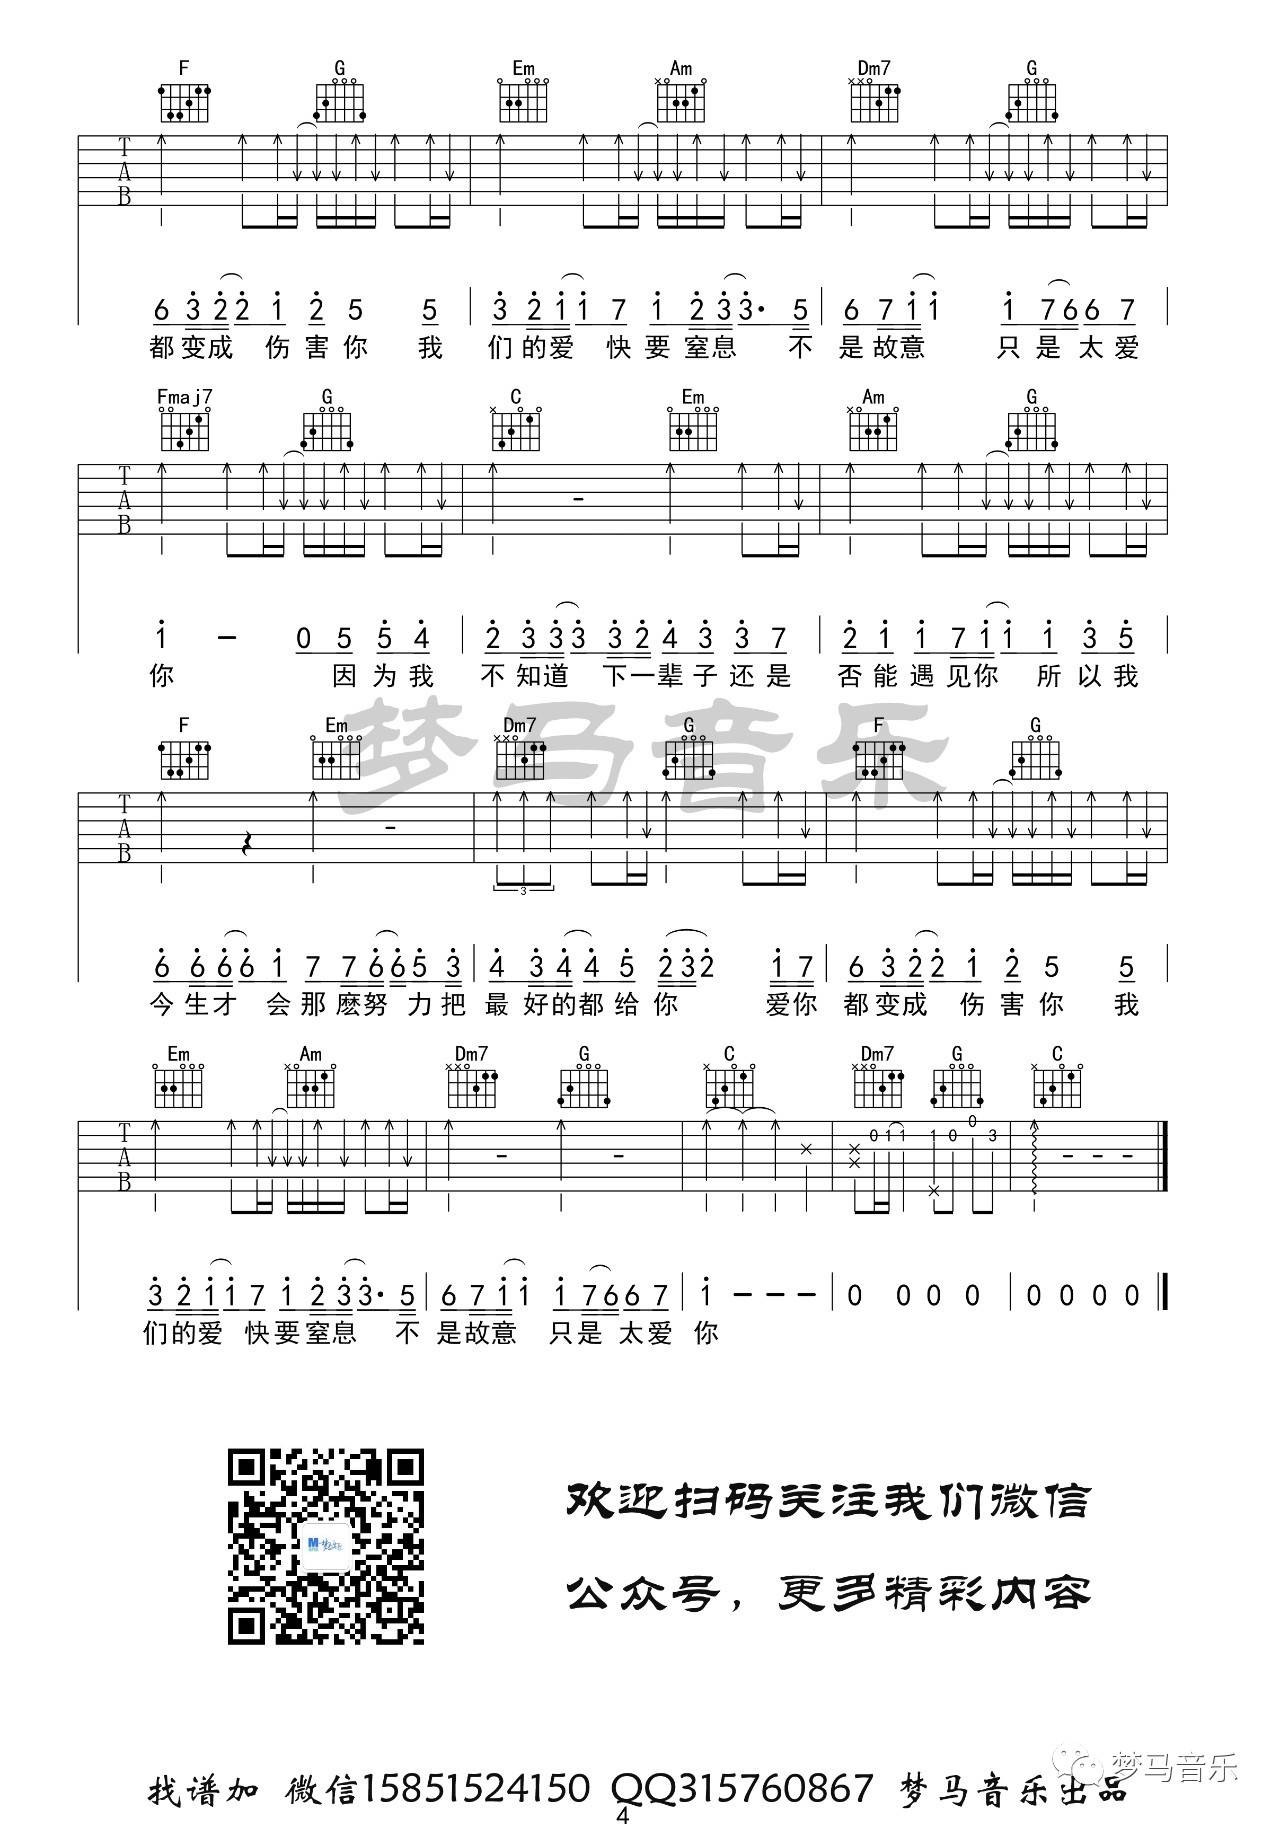 F G Em Am Dm7 G
T A B
6 3 2 2 1 2 5 5 3 2 1 1 7 1 2 3 3· 5 6 7 1 1 1 7 6 6 7
都变成 伤害你 我 们的爱 快要窒息 不 是故意 只是太爱
Fmaj7 G C Em Am G
T A B
1 - 0 5 5 4 2 3 3 3 3 2 4 3 3 7 2 1 1 7 1 1 1 3 5
你 因为我 不知道 下一辈子还是 否能遇见你 所以我
梦马音乐
F Em Dm7 G F G
T A B
3
6 6 6 6 1 7 7 6 6 5 3 4 3 4 4 5 2 3 2 1 7 6 3 2 2 1 2 5 5
今生才 会那麽努力把 最好的都给你 爱你 都变成 伤害你 我
Em Am Dm7 G C Dm7 G C
T A B
0 1 1 1 0 0 3
3 2 1 1 7 1 2 3 3· 5 6 7 1 1 1 7 6 6 7 1 - - - 0 0 0 0 0 0 0 0
们的爱 快要窒息 不 是故意 只是太爱 你
欢迎扫码关注我们微信
公众号，更多精彩内容
梦马音乐
找谱加 微信15851524150 QQ315760867 梦马音乐出品
4